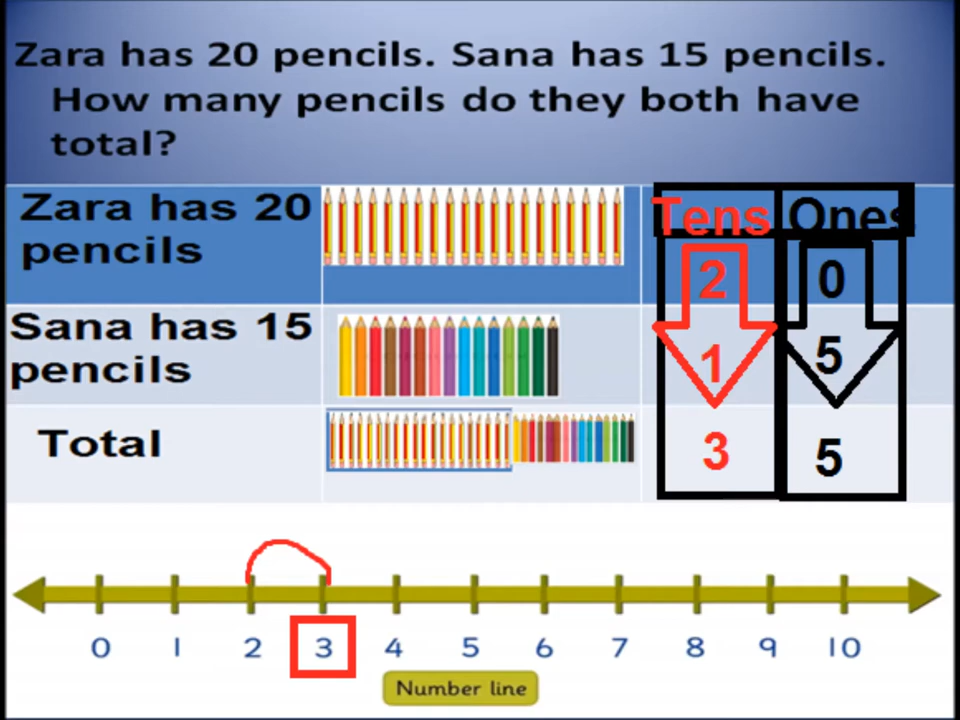 Zara has 20 pencils. Sana has 15 pencils.
How many pencils do they both have
total?
Zara has 20
pencils
Tens Ones
2 0
Sana has 15
pencils
1 5
Total
3 5
0 1 2 3 4 5 6 7 8 9 10
Number line